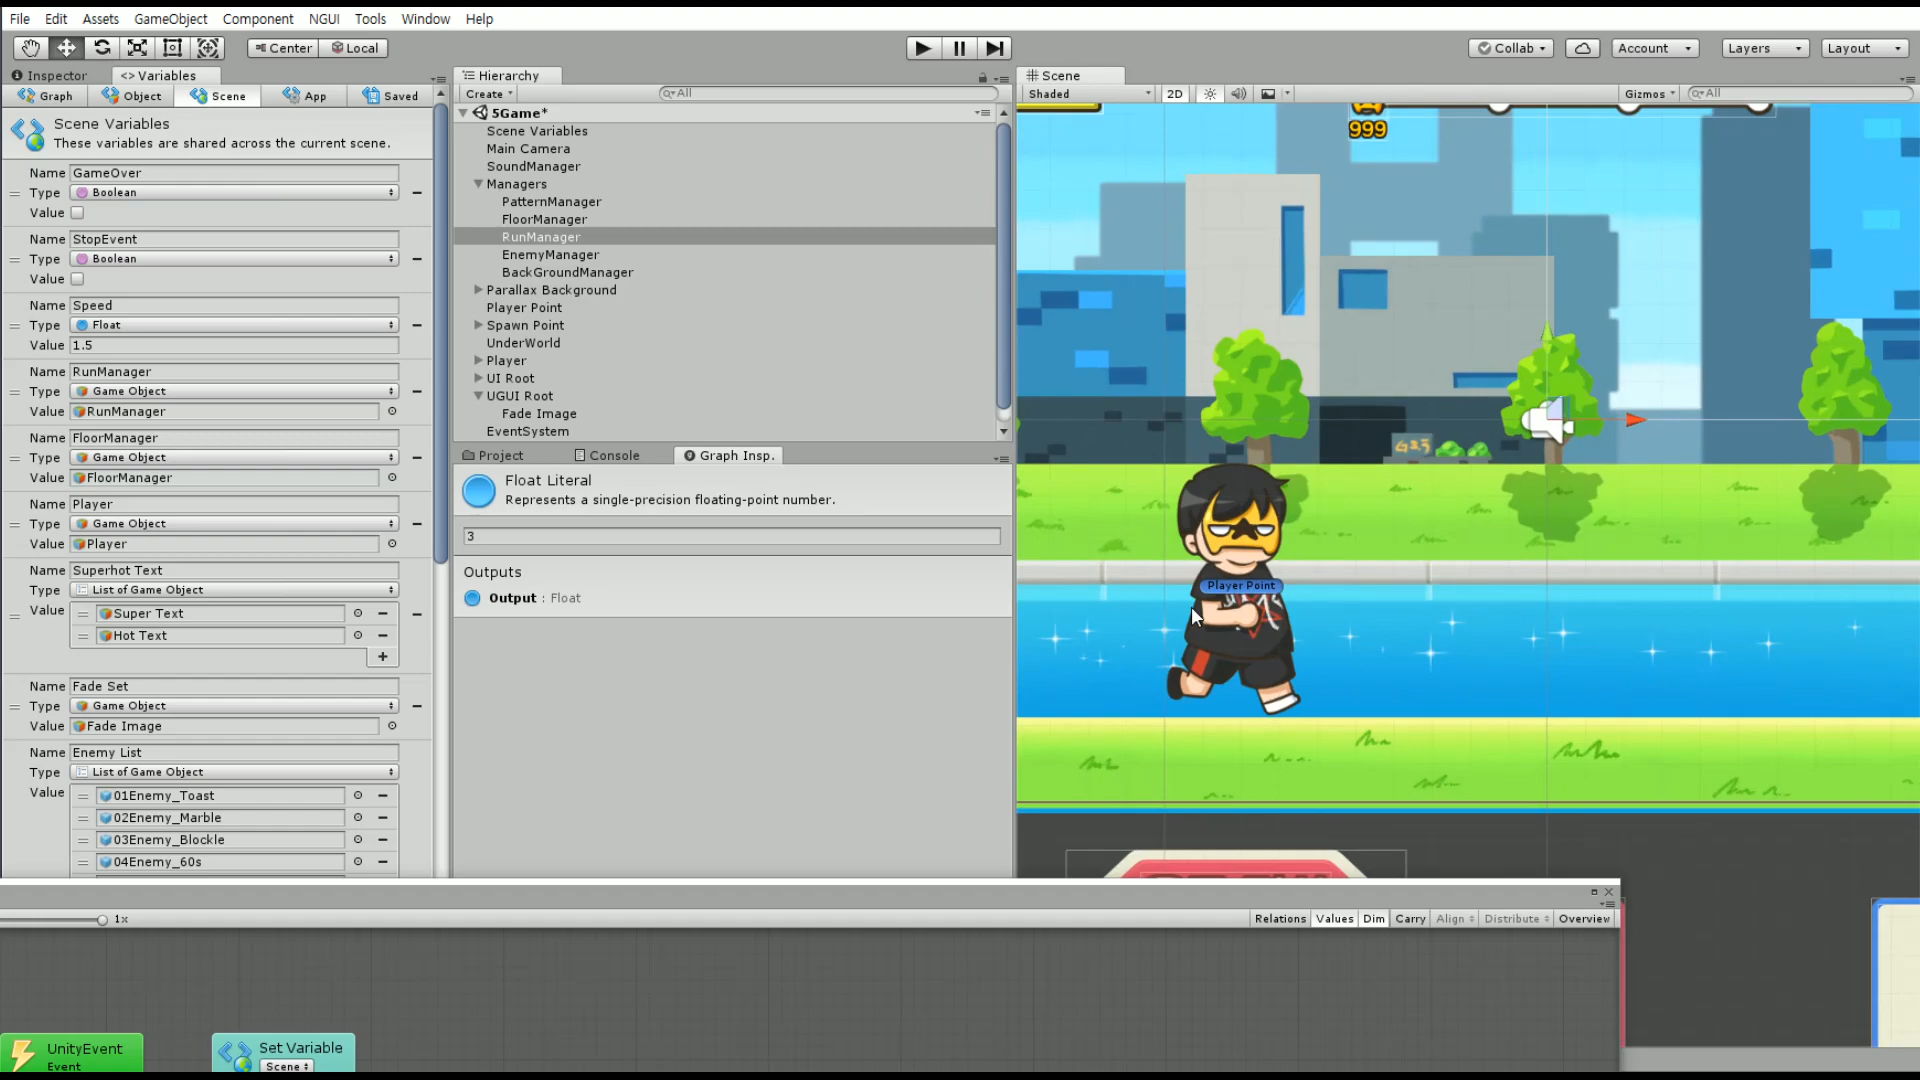 File Edit Assets GameObject Component NGUI Tools Window Help
Center Local Collab Account Layers Layout
Inspector <> Variables
Graph Object Scene App Saved
Scene Variables
These variables are shared across the current scene.
Name GameOver
Type Boolean
Value
Name StopEvent
Type Boolean
Value
Name Speed
Type Float
Value 1.5
Name RunManager
Type Game Object
Value RunManager
Name FloorManager
Type Game Object
Value FloorManager
Name Player
Type Game Object
Value Player
Name Superhot Text
Type List of Game Object
Value Super Text
Hot Text
+
Name Fade Set
Type Game Object
Value Fade Image
Name Enemy List
Type List of Game Object
Value 01Enemy_Toast
02Enemy_Marble
03Enemy_Blockle
04Enemy_60s
Hierarchy
Create All
5Game*
Scene Variables
Main Camera
SoundManager
Managers
PatternManager
FloorManager
RunManager
EnemyManager
BackGroundManager
Parallax Background
Player Point
Spawn Point
UnderWorld
Player
UI Root
UGUI Root
Fade Image
EventSystem
Project Console Graph Insp.
Float Literal
Represents a single-precision floating-point number.
3
Outputs
Output : Float
Scene
Shaded 2D Gizmos All
999
Player Point
1x Relations Values Dim Carry Align Distribute Overview
UnityEvent
Event
Set Variable
Scene